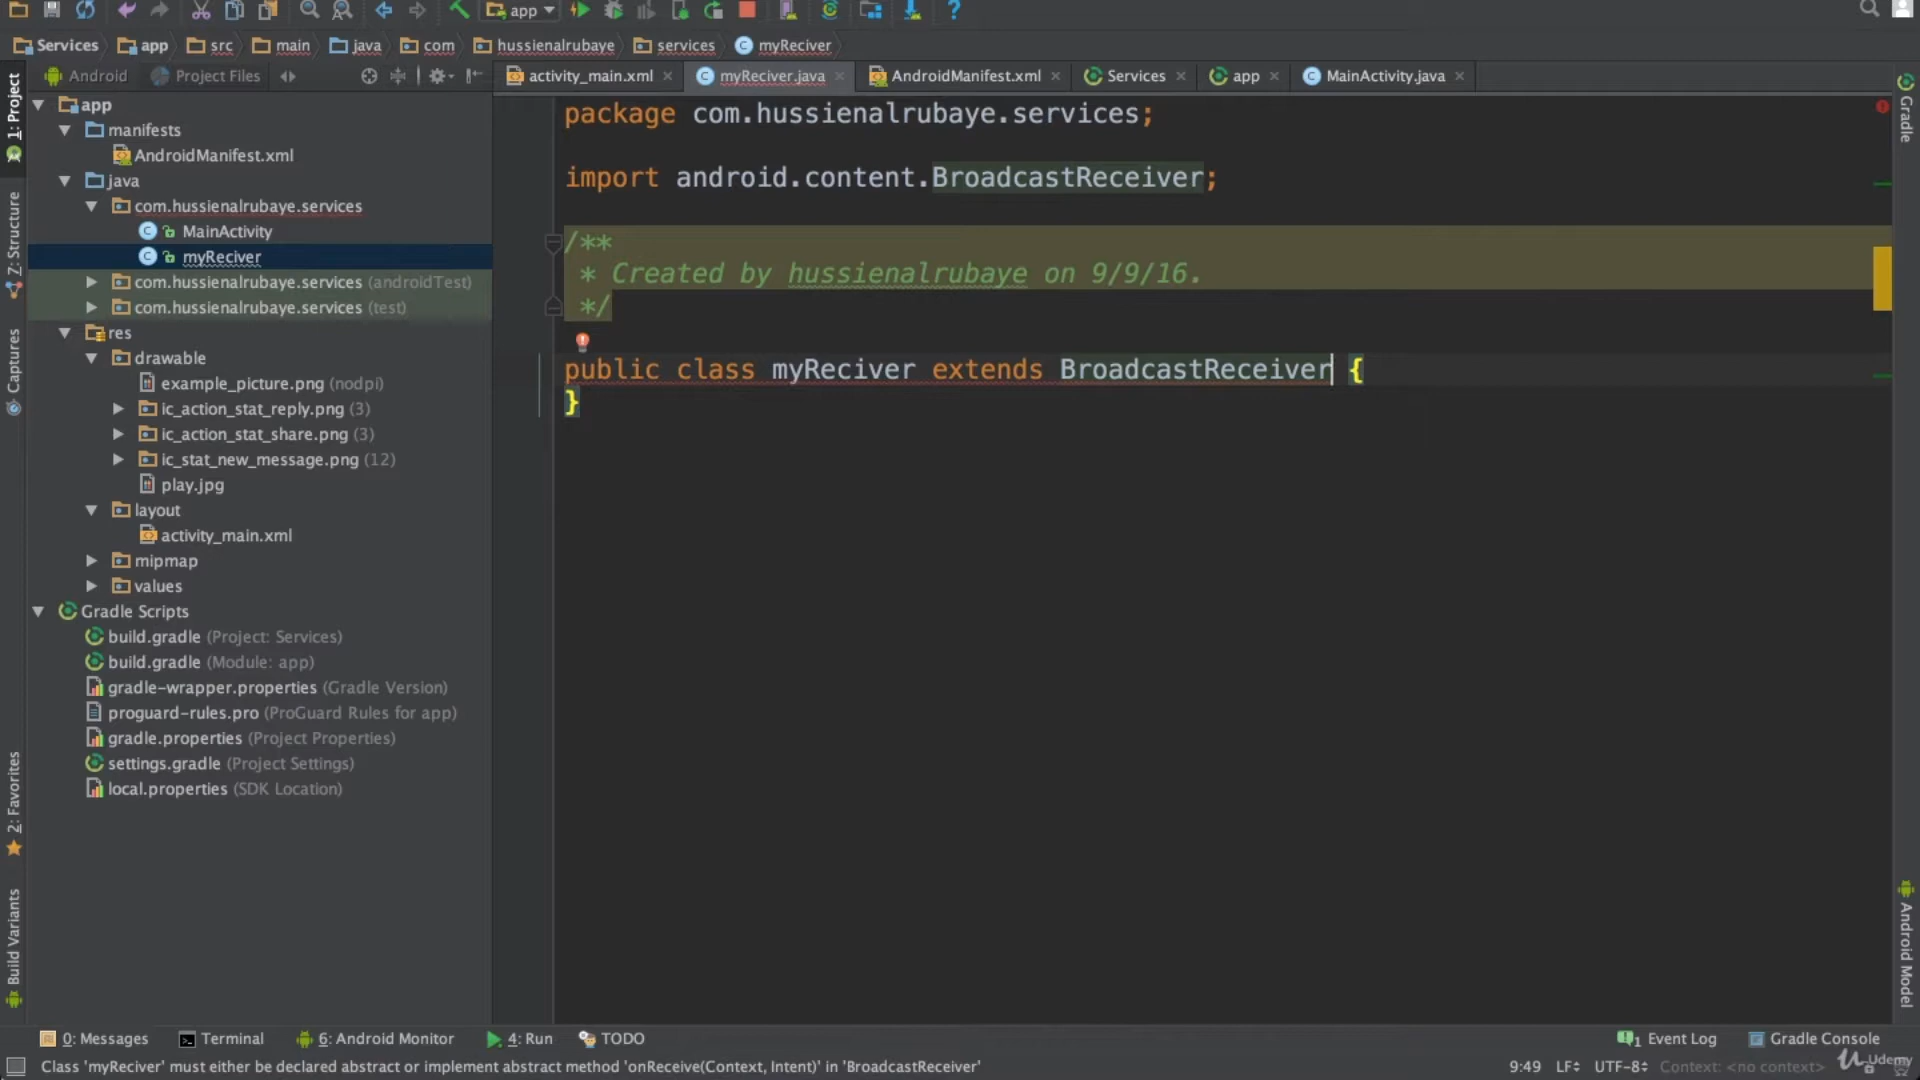 app
Services app src main java com hussienalrubaye services myReciver
1: Project
Z: Structure
Captures
2: Favorites
Build Variants
Android Project Files
app
manifests
AndroidManifest.xml
java
com.hussienalrubaye.services
MainActivity
myReciver
com.hussienalrubaye.services (androidTest)
com.hussienalrubaye.services (test)
res
drawable
example_picture.png (nodpi)
ic_action_stat_reply.png (3)
ic_action_stat_share.png (3)
ic_stat_new_message.png (12)
play.jpg
layout
activity_main.xml
mipmap
values
Gradle Scripts
build.gradle (Project: Services)
build.gradle (Module: app)
gradle-wrapper.properties (Gradle Version)
proguard-rules.pro (ProGuard Rules for app)
gradle.properties (Project Properties)
settings.gradle (Project Settings)
local.properties (SDK Location)
activity_main.xml myReciver.java AndroidManifest.xml Services app MainActivity.java
package com.hussienalrubaye.services;
import android.content.BroadcastReceiver;
/**
* Created by hussienalrubaye on 9/9/16.
*/
public class myReciver extends BroadcastReceiver {
}
Gradle
Android Model
0: Messages Terminal 6: Android Monitor 4: Run TODO 1 Event Log Gradle Console
Class 'myReciver' must either be declared abstract or implement abstract method 'onReceive(Context, Intent)' in 'BroadcastReceiver' 9:49 LF UTF-8 Context: <no context>
Udemy